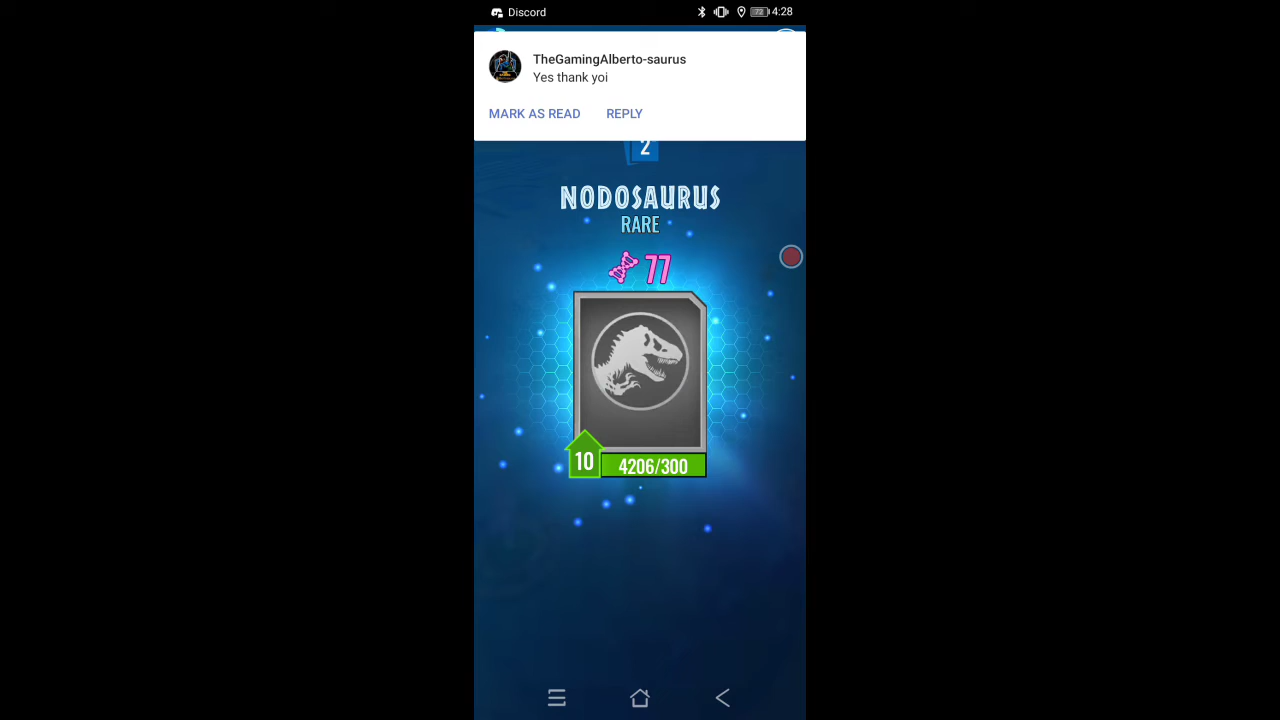 Discord
72
4:28
TheGamingAlberto-saurus
Yes thank yoi
MARK AS READ
REPLY
2
NODOSAURUS
RARE
77
10
4206/300